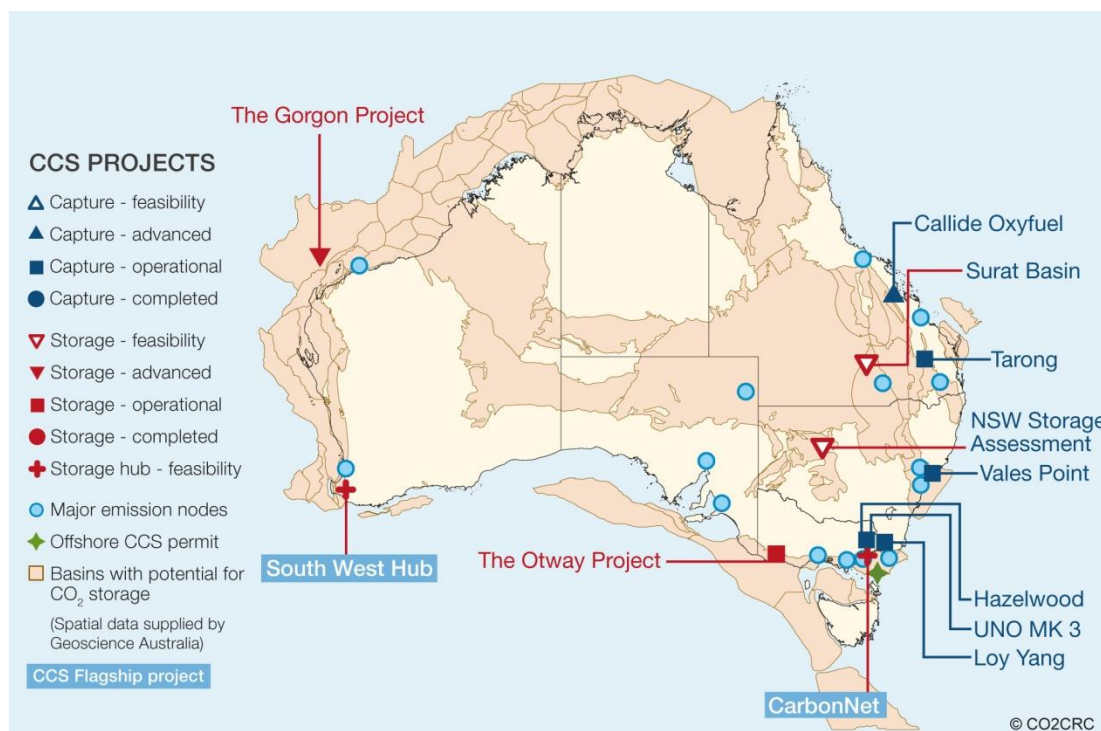 The Gorgon Project
CCS PROJECTS
Capture - feasibility
Capture - advanced
Capture - operational
Capture - completed
Storage - feasibility
Storage - advanced
Storage - operational
Storage - completed
Storage hub - feasibility
Major emission nodes
Offshore CCS permit
Basins with potential for
CO₂ storage
(Spatial data supplied by
Geoscience Australia)
CCS Flagship project
Callide Oxyfuel
Surat Basin
Tarong
NSW Storage
Assessment
Vales Point
South West Hub
The Otway Project
Hazelwood
UNO MK 3
Loy Yang
CarbonNet
© CO2CRC